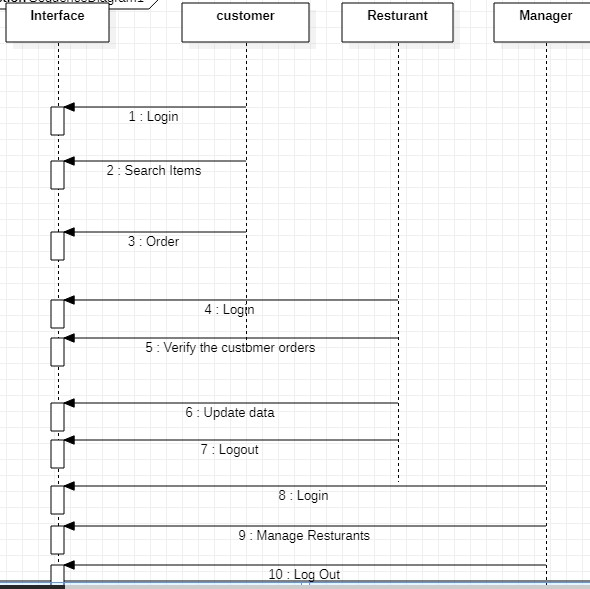 SequenceDiagram1
Interface
customer
Resturant
Manager
1 : Login
2 : Search Items
3 : Order
4 : Login
5 : Verify the customer orders
6 : Update data
7 : Logout
8 : Login
9 : Manage Resturants
10 : Log Out